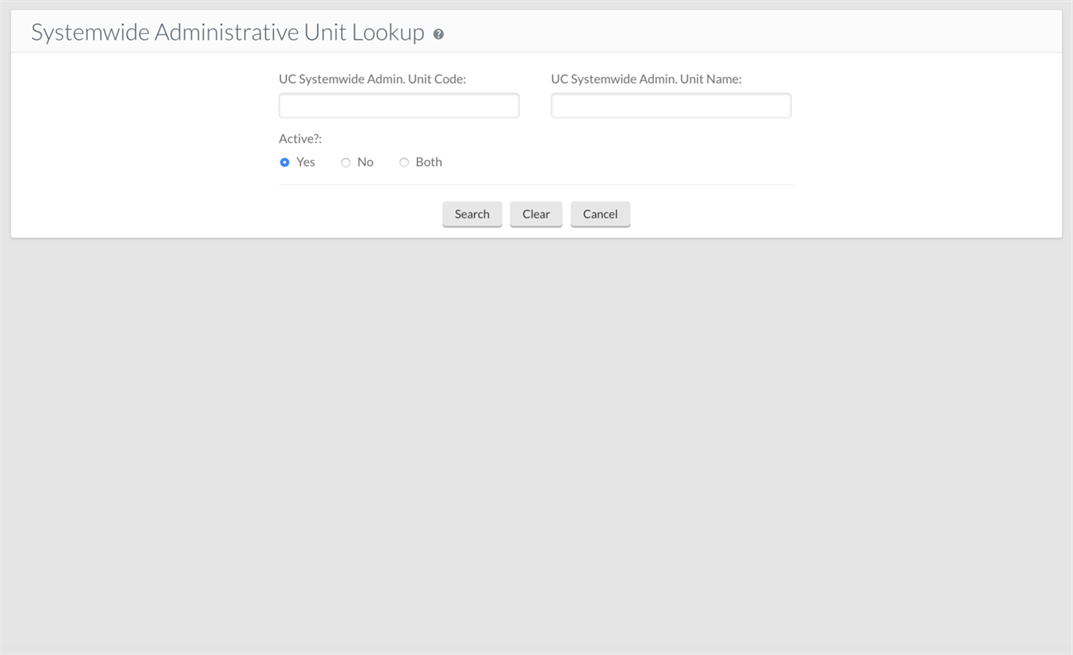 Systemwide Administrative Unit Lookup ?
UC Systemwide Admin. Unit Code: UC Systemwide Admin. Unit Name:
Active?:
Yes No Both
Search Clear Cancel